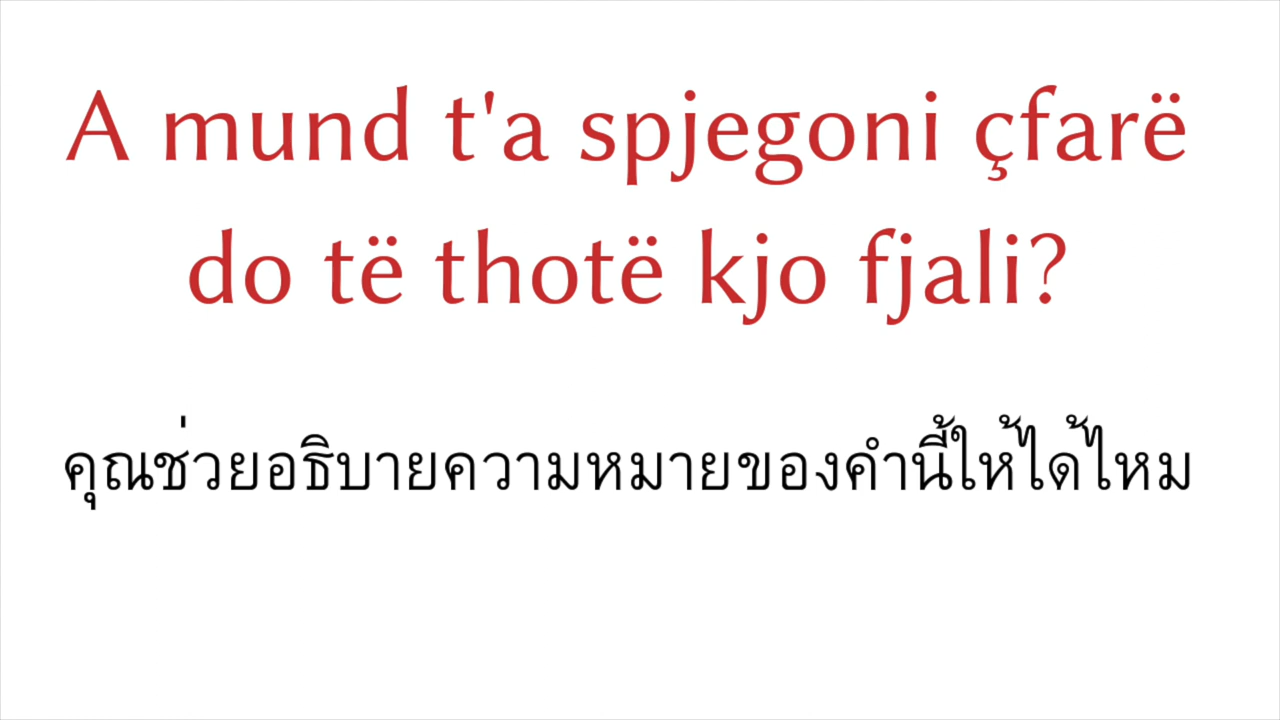 A mund t'a spjegoni çfarë
do të thotë kjo fjali?
คุณช่วยอธิบายความหมายของคำนี้ให้ได้ไหม